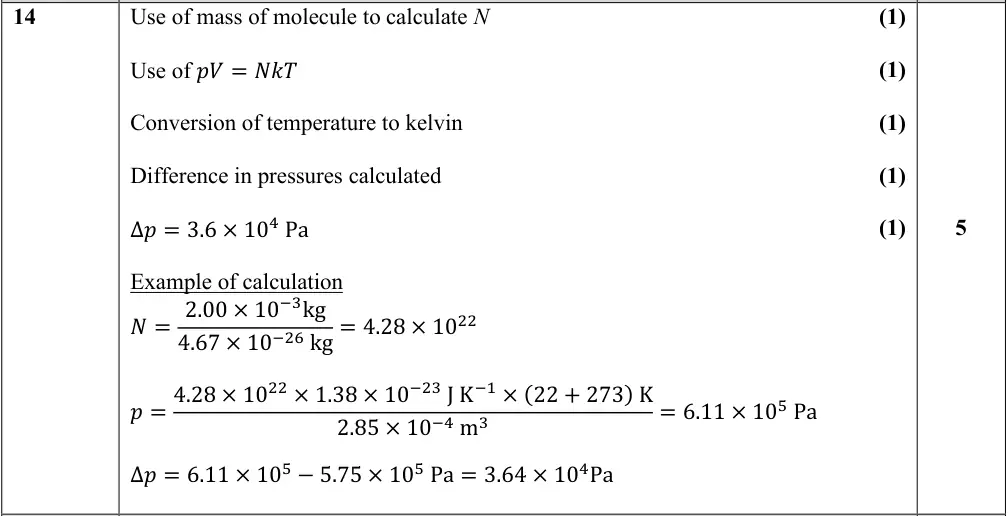 14 Use of mass of molecule to calculate N (1)
Use of pV = NkT (1)
Conversion of temperature to kelvin (1)
Difference in pressures calculated (1)
Δp = 3.6 × 10⁴ Pa (1) 5
Example of calculation
N = 2.00 × 10⁻³kg / 4.67 × 10⁻²⁶ kg = 4.28 × 10²²
p = 4.28 × 10²² × 1.38 × 10⁻²³ J K⁻¹ × (22 + 273) K / 2.85 × 10⁻⁴ m³ = 6.11 × 10⁵ Pa
Δp = 6.11 × 10⁵ − 5.75 × 10⁵ Pa = 3.64 × 10⁴Pa